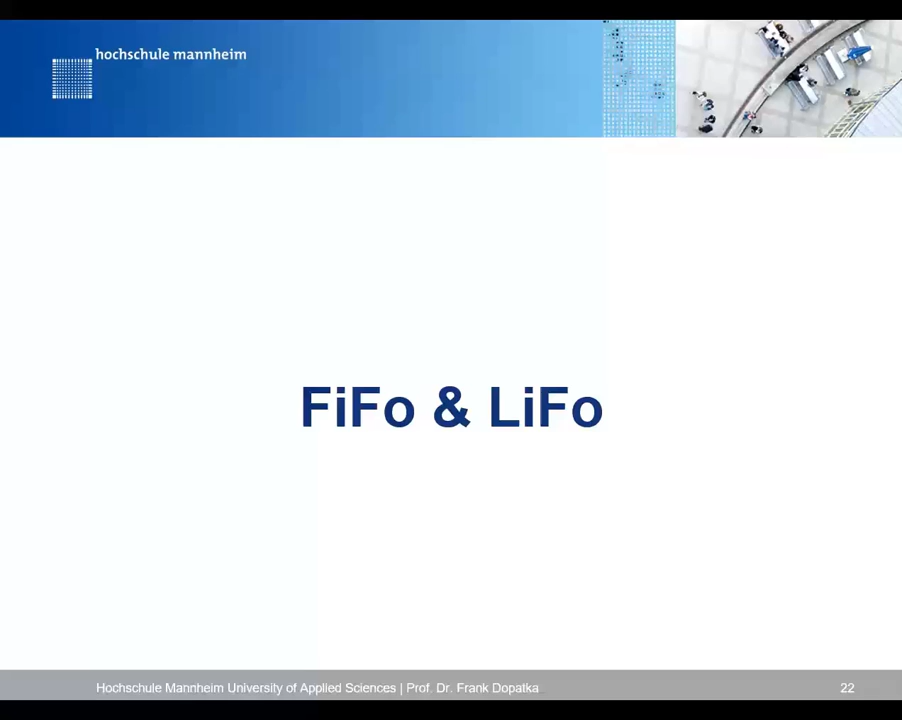 hochschule mannheim
FiFo & LiFo
Hochschule Mannheim University of Applied Sciences | Prof. Dr. Frank Dopatka
22